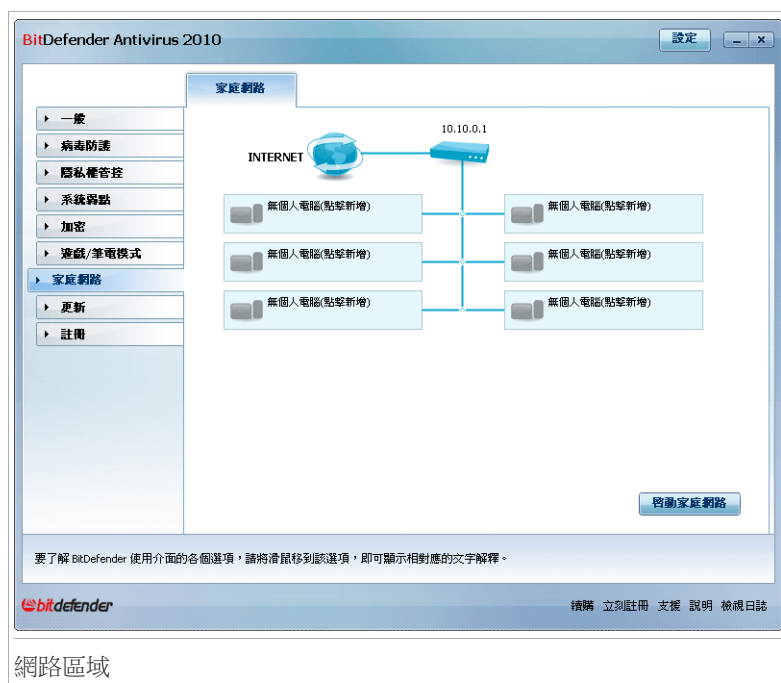 BitDefender Antivirus 2010
設定
家庭網路
一般
病毒防護
隱私權管控
系統弱點
加密
遊戲/筆電模式
家庭網路
更新
註冊
10.10.0.1
INTERNET
無個人電腦(點擊新增)
無個人電腦(點擊新增)
無個人電腦(點擊新增)
無個人電腦(點擊新增)
無個人電腦(點擊新增)
無個人電腦(點擊新增)
啓動家庭網路
要了解 BitDefender 使用介面的各個選項，請將滑鼠移到該選項，即可顯示相對應的文字解釋。
bitdefender
續購 立刻註冊 支援 說明 檢視日誌
網路區域